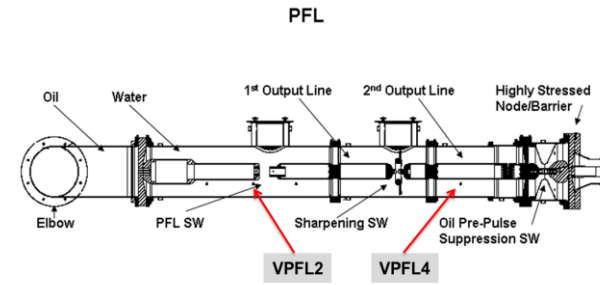 PFL
Oil
Water
1st Output Line
2nd Output Line
Highly Stressed
Node/Barrier
Elbow
PFL SW
Sharpening SW
Oil Pre-Pulse
Suppression SW
VPFL2
VPFL4